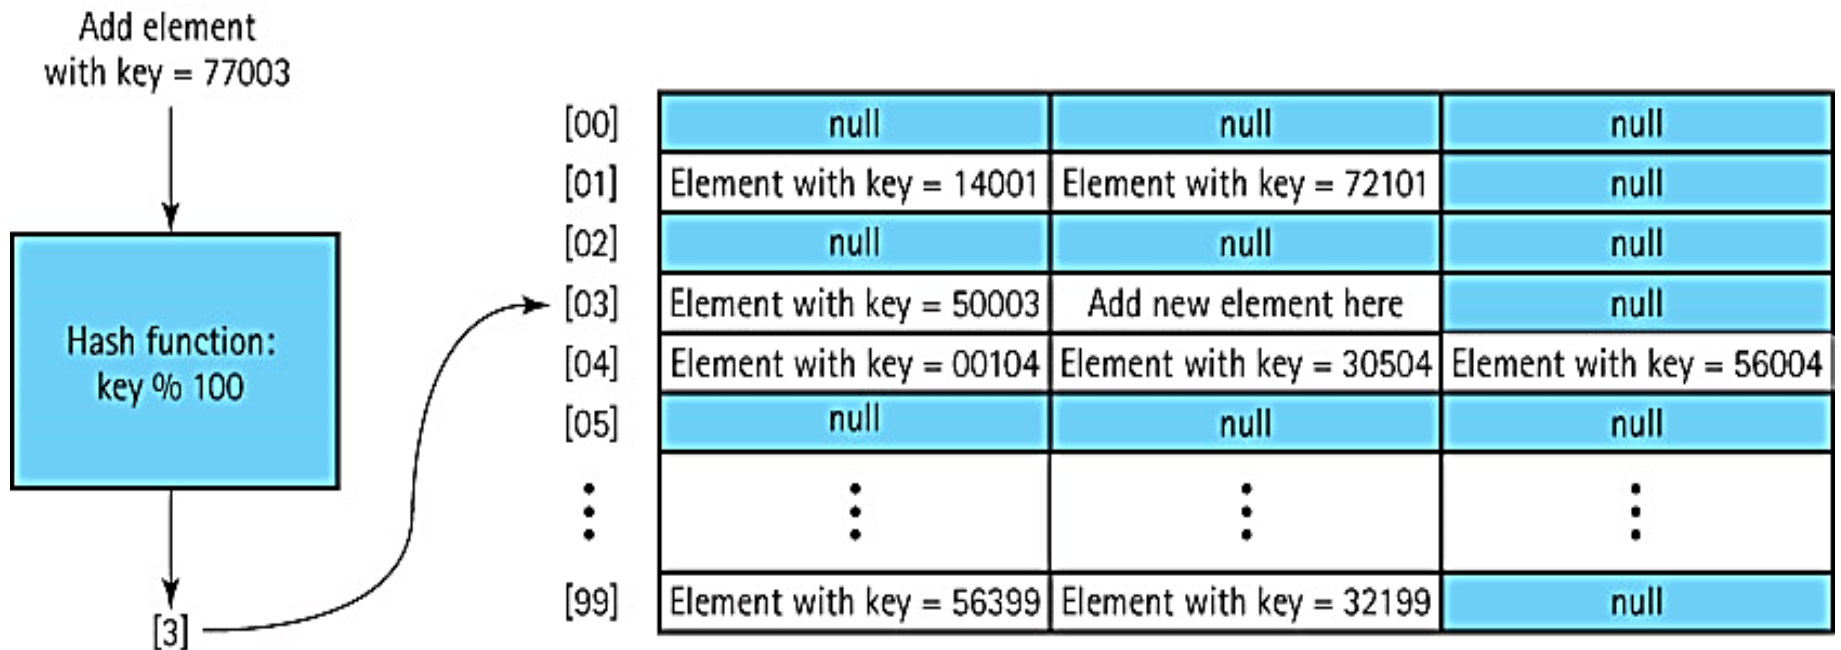 Add element
with key = 77003
Hash function:
key % 100
[3]
[00] null null null
[01] Element with key = 14001 Element with key = 72101 null
[02] null null null
[03] Element with key = 50003 Add new element here null
[04] Element with key = 00104 Element with key = 30504 Element with key = 56004
[05] null null null
[99] Element with key = 56399 Element with key = 32199 null